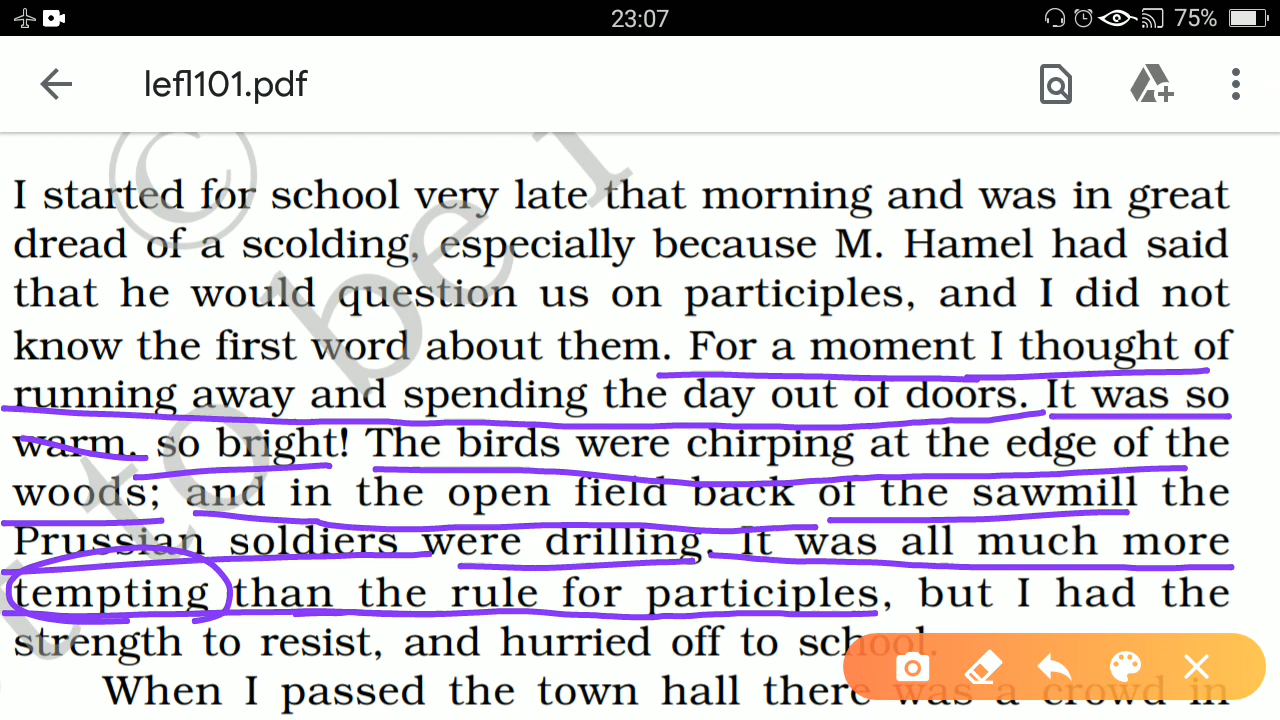 23:07
75%
lefl101.pdf
I started for school very late that morning and was in great
dread of a scolding, especially because M. Hamel had said
that he would question us on participles, and I did not
know the first word about them. For a moment I thought of
running away and spending the day out of doors. It was so
warm, so bright! The birds were chirping at the edge of the
woods; and in the open field back of the sawmill the
Prussian soldiers were drilling. It was all much more
tempting than the rule for participles, but I had the
strength to resist, and hurried off to school.
When I passed the town hall there was a crowd in
©
to be